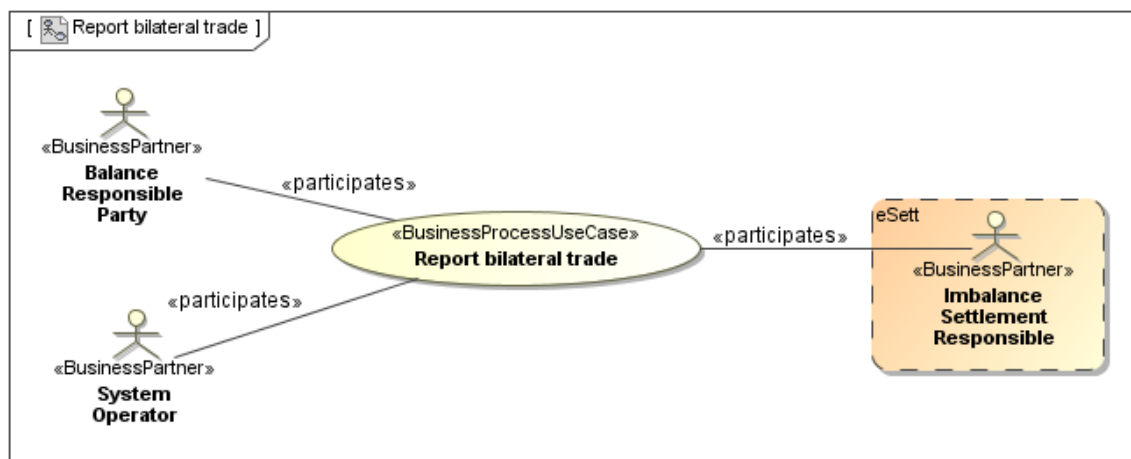 [ Report bilateral trade ]
«BusinessPartner»
Balance
Responsible
Party
«participates»
«BusinessProcessUseCase»
Report bilateral trade
«participates»
eSett
«BusinessPartner»
Imbalance
Settlement
Responsible
«participates»
«BusinessPartner»
System
Operator